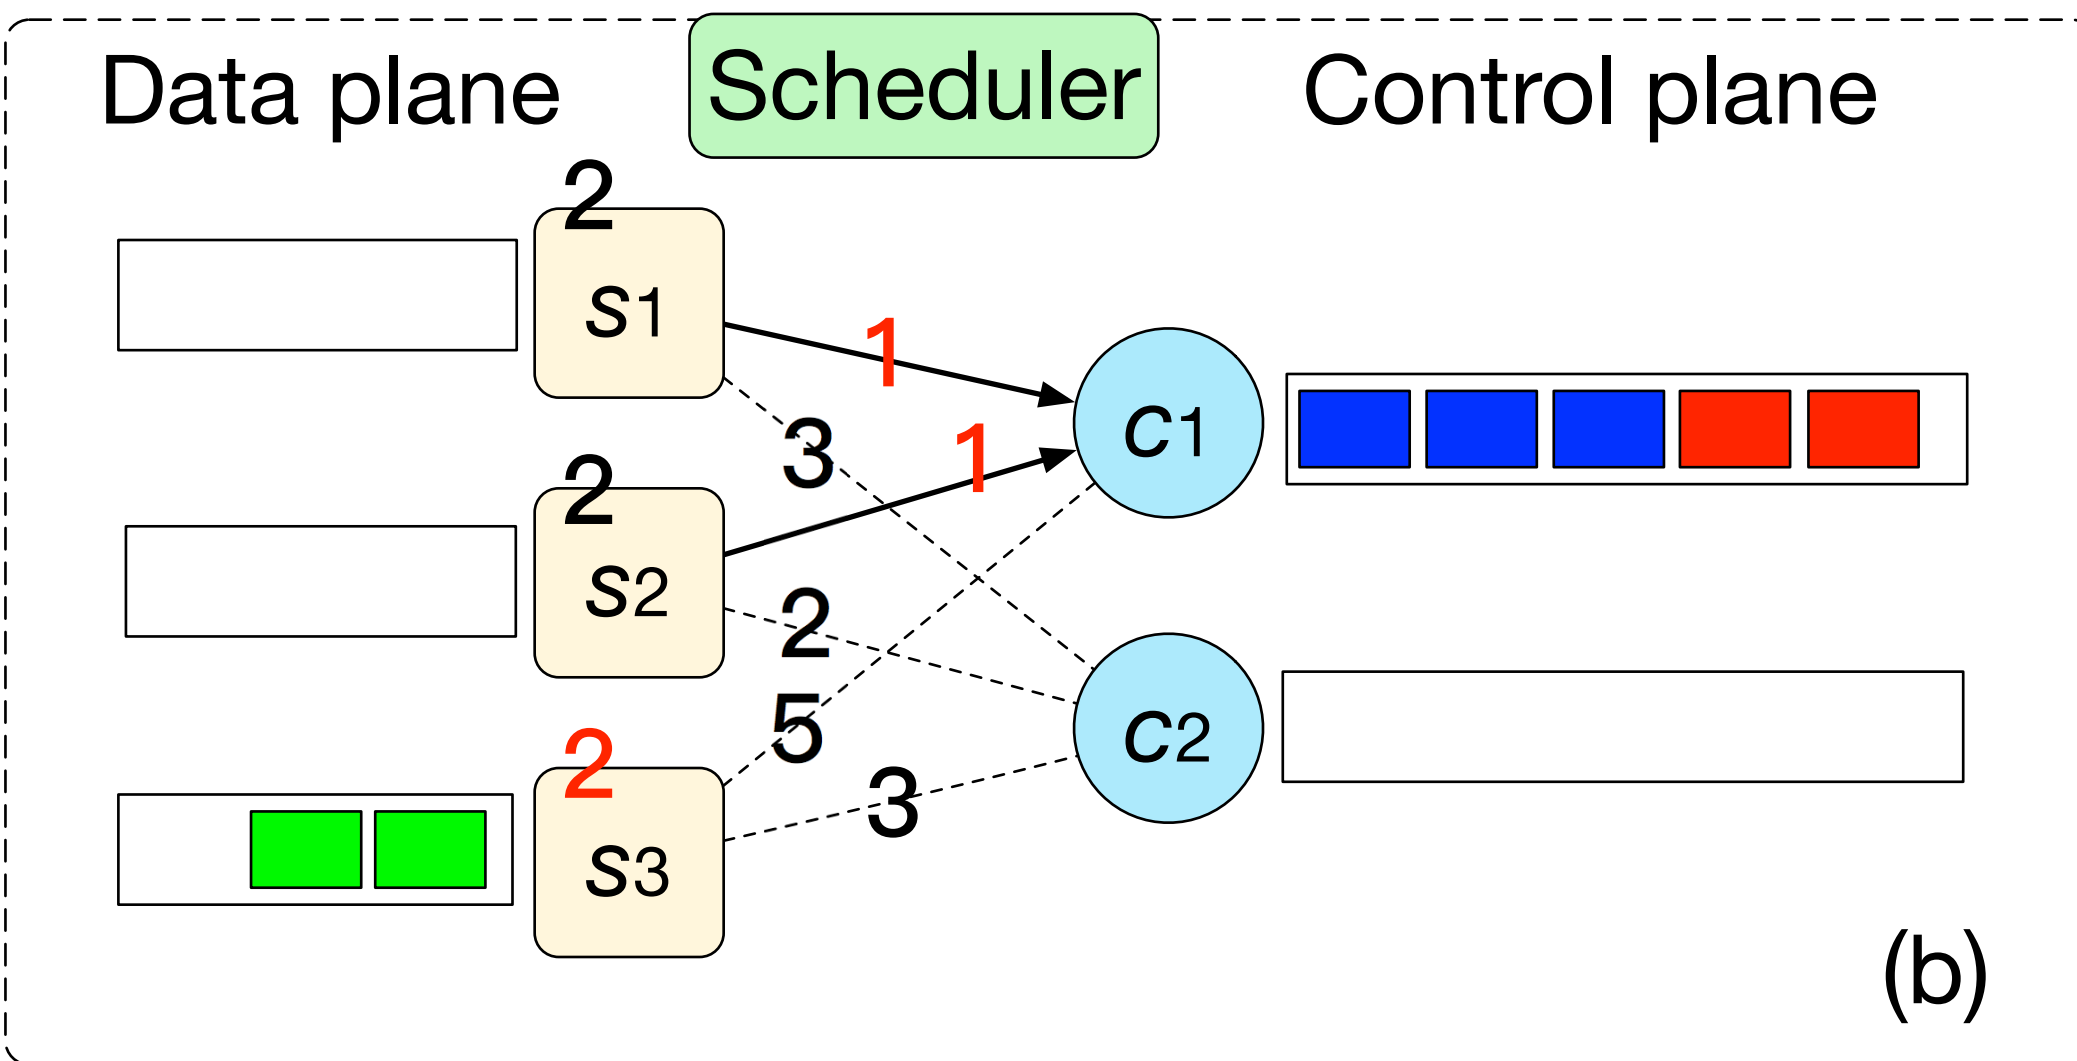 Data plane
Scheduler
Control plane
2
s1
1
3
c1
2
s2
1
2
5
c2
2
s3
3
(b)